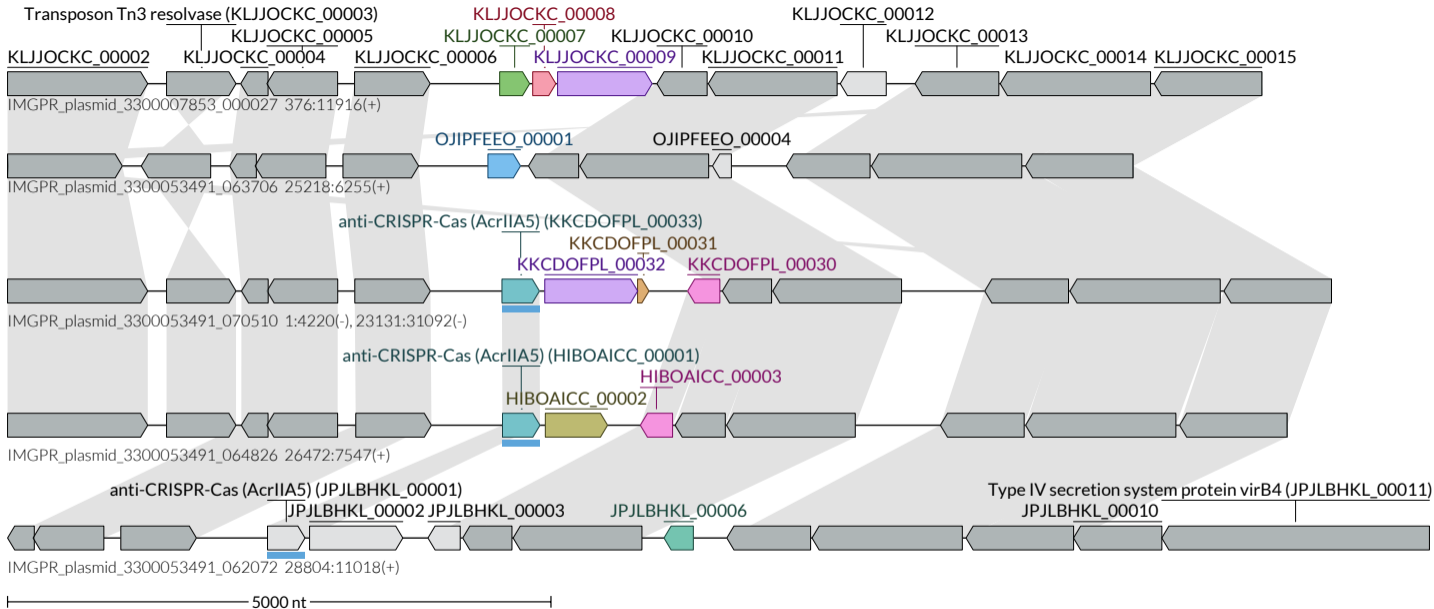 Transposon Tn3 resolvase (KLJJOCKC_00003)
KLJJOCKC_00008
KLJJOCKC_00012
KLJJOCKC_00005
KLJJOCKC_00007
KLJJOCKC_00010
KLJJOCKC_00013
KLJJOCKC_00002
KLJJOCKC_00004
KLJJOCKC_00006
KLJJOCKC_00009
KLJJOCKC_00011
KLJJOCKC_00014
KLJJOCKC_00015
IMGPR_plasmid_3300007853_000027 376:11916(+)
OJIPFEEO_00001
OJIPFEEO_00004
IMGPR_plasmid_3300053491_063706 25218:6255(+)
anti-CRISPR-Cas (AcrIIA5) (KKCDOFPL_00033)
KKCDOFPL_00031
KKCDOFPL_00032
KKCDOFPL_00030
IMGPR_plasmid_3300053491_070510 1:4220(-), 23131:31092(-)
anti-CRISPR-Cas (AcrIIA5) (HIBOAICC_00001)
HIBOAICC_00003
HIBOAICC_00002
IMGPR_plasmid_3300053491_064826 26472:7547(+)
anti-CRISPR-Cas (AcrIIA5) (JPJLBHKL_00001)
Type IV secretion system protein virB4 (JPJLBHKL_00011)
JPJLBHKL_00002
JPJLBHKL_00003
JPJLBHKL_00006
JPJLBHKL_00010
IMGPR_plasmid_3300053491_062072 28804:11018(+)
5000 nt